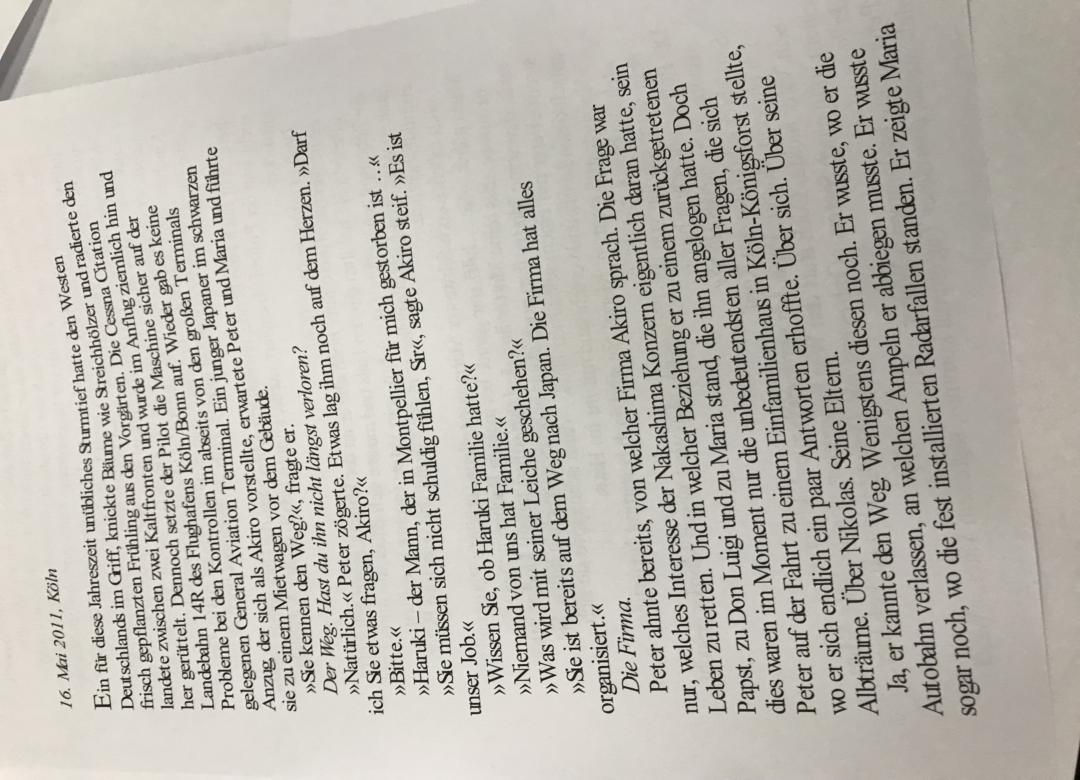 16. Mai 2011, Köln
Ein für diese Jahreszeit unübliches Sturmtief hatte den Westen
Deutschlands im Griff, knickte Bäume wie Streichhölzer und radierte den
frisch gepflanzten Frühling aus den Vorgärten. Die Cessna Citation
landete zwischen zwei Kaltfronten und wurde im Anflug ziemlich hin und
her gerüttelt. Dennoch setzte der Pilot die Maschine sicher auf der
Landebahn 14R des Flughafens Köln/Bonn auf. Wieder gab es keine
Probleme bei den Kontrollen im abseits von den großen Terminals
gelegenen General Aviation Terminal. Ein junger Japaner im schwarzen
Anzug, der sich als Akiro vorstellte, erwartete Peter und Maria und führte
sie zu einem Mietwagen vor dem Gebäude.
»Sie kennen den Weg?«, fragte er.
Der Weg. Hast du ihn nicht längst verloren?
»Natürlich.« Peter zögerte. Etwas lag ihm noch auf dem Herzen. »Darf
ich Sie etwas fragen, Akiro?«
»Bitte.«
»Haruki – der Mann, der in Montpellier für mich gestorben ist …«
»Sie müssen sich nicht schuldig fühlen, Sir«, sagte Akiro steif. »Es ist
unser Job.«
»Wissen Sie, ob Haruki Familie hatte?«
»Niemand von uns hat Familie.«
»Was wird mit seiner Leiche geschehen?«
»Sie ist bereits auf dem Weg nach Japan. Die Firma hat alles
organisiert.«
Die Firma.
Peter ahnte bereits, von welcher Firma Akiro sprach. Die Frage war
nur, welches Interesse der Nakashima Konzern eigentlich daran hatte, sein
Leben zu retten. Und in welcher Beziehung er zu einem zurückgetretenen
Papst, zu Don Luigi und zu Maria stand, die ihn angelogen hatte. Doch
dies waren im Moment nur die unbedeutendsten aller Fragen, die sich
Peter auf der Fahrt zu einem Einfamilienhaus in Köln-Königsforst stellte,
wo er sich endlich ein paar Antworten erhoffte. Über sich. Über seine
Albträume. Über Nikolas. Seine Eltern.
Ja, er kannte den Weg. Wenigstens diesen noch. Er wusste, wo er die
Autobahn verlassen, an welchen Ampeln er abbiegen musste. Er wusste
sogar noch, wo die fest installierten Radarfallen standen. Er zeigte Maria